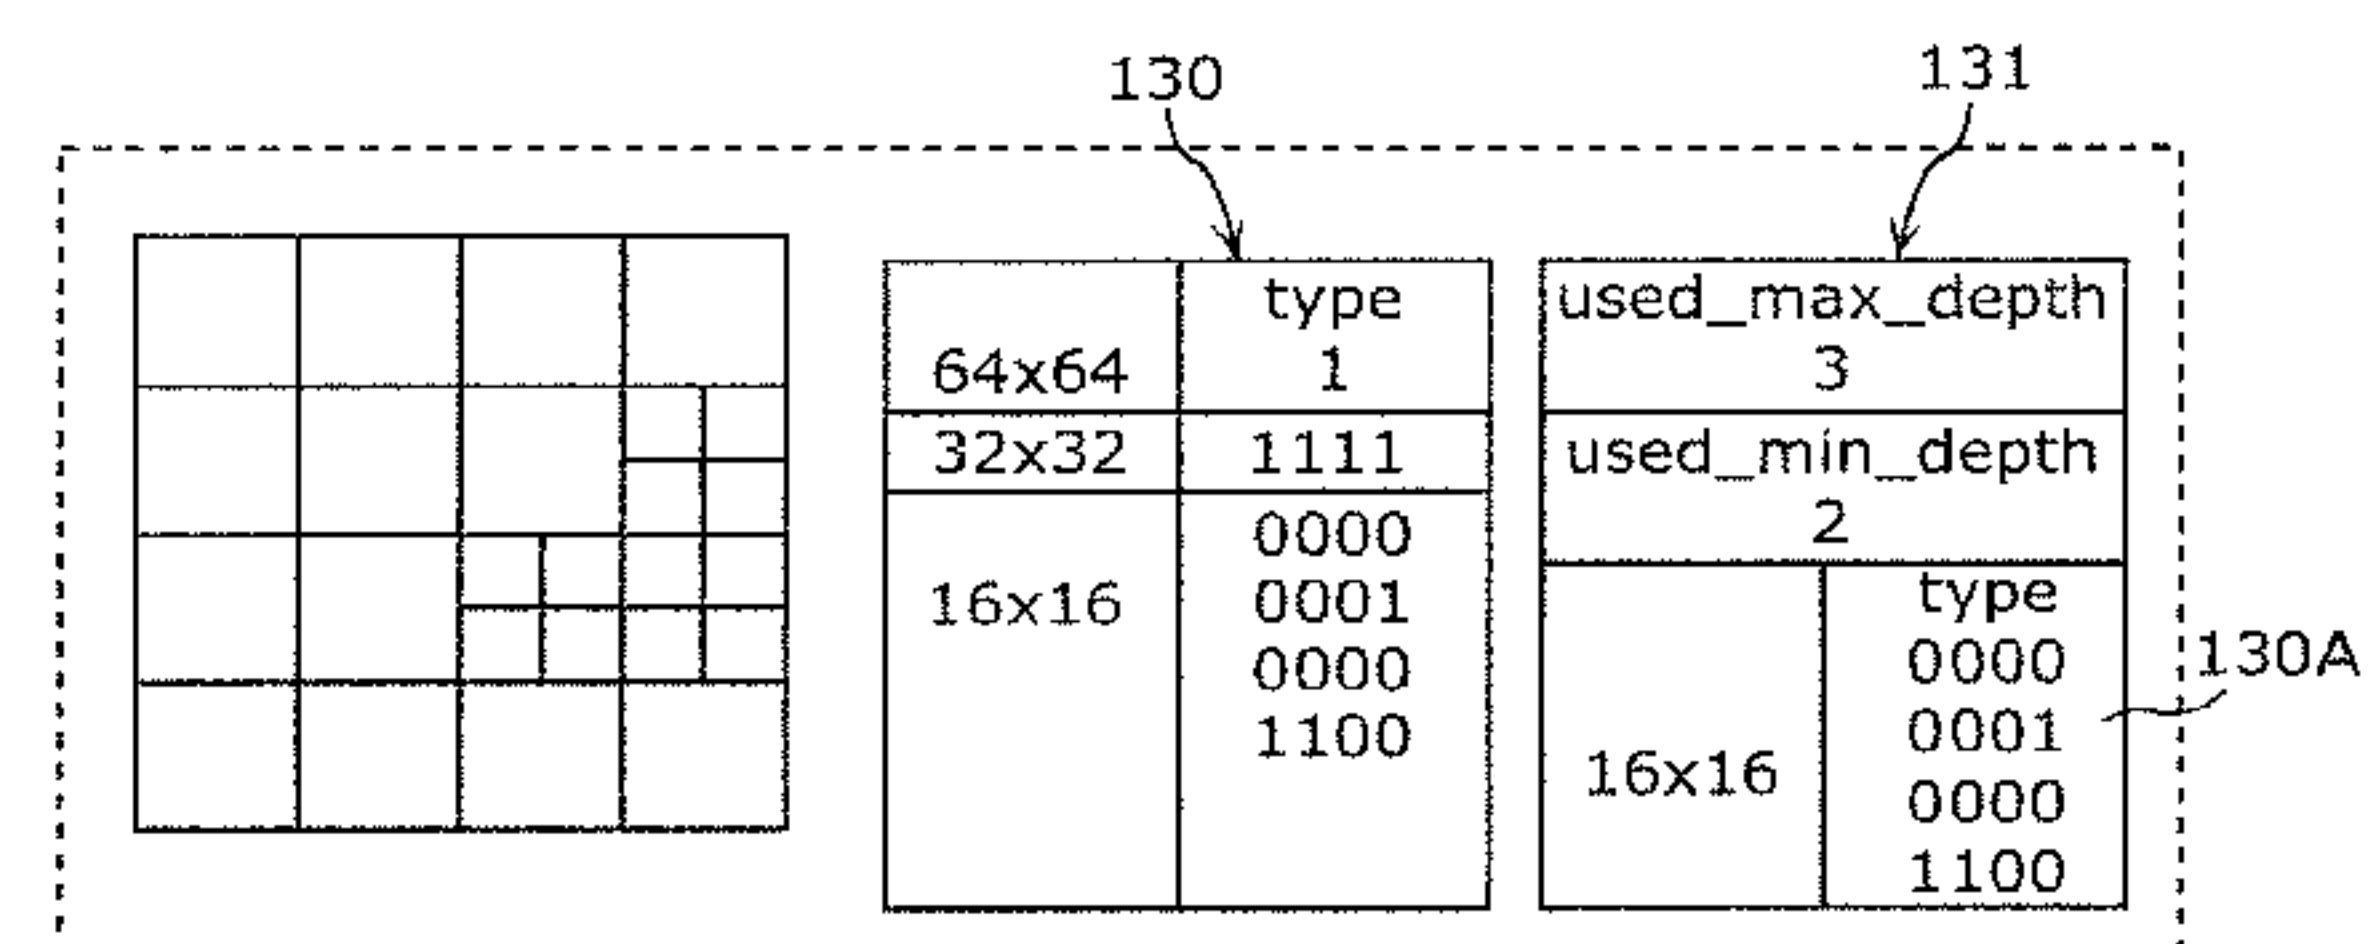 130
131
type
64x64 1
32x32 1111
0000
16x16 0001
0000
1100
used_max_depth
3
used_min_depth
2
type
0000
0001
16x16
0000
1100
130A